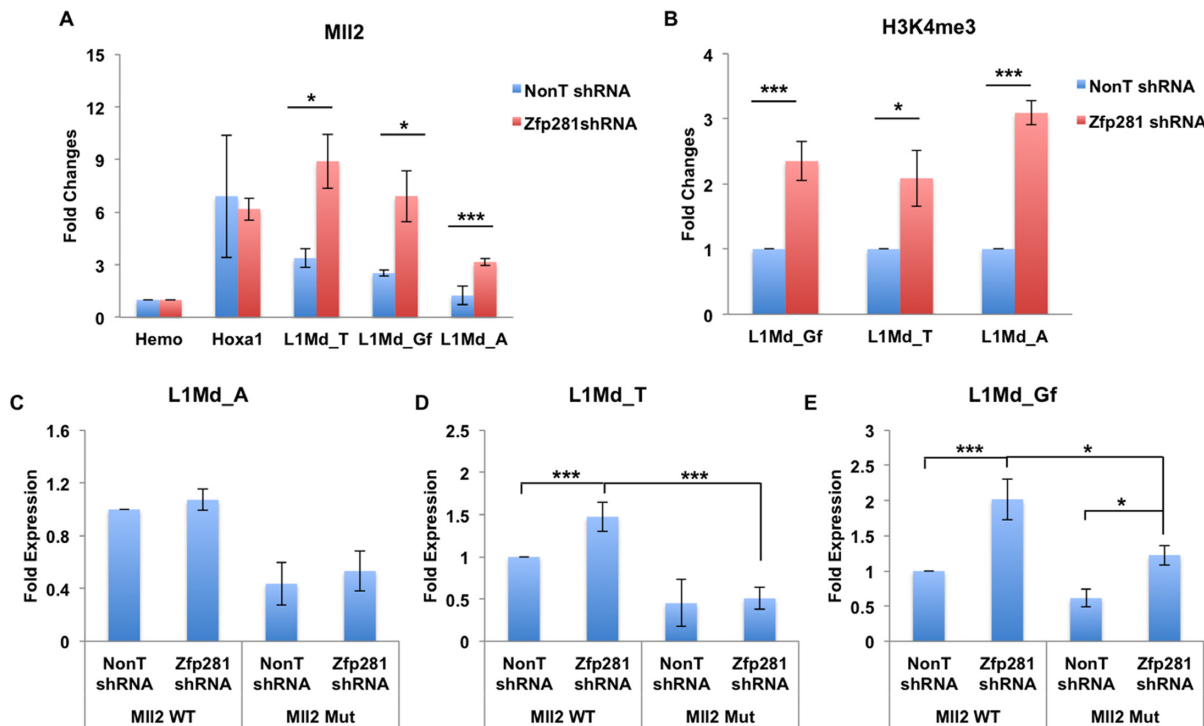 A
Mll2
Fold Changes
15
12
9
6
3
0
*
*
***
Hemo
Hoxa1
L1Md_T
L1Md_Gf
L1Md_A
NonT shRNA
Zfp281shRNA
B
H3K4me3
Fold Changes
4
3
2
1
0
***
*
***
L1Md_Gf
L1Md_T
L1Md_A
NonT shRNA
Zfp281 shRNA
C
L1Md_A
Fold Expression
1.6
1.2
0.8
0.4
0
NonT
shRNA
Zfp281
shRNA
NonT
shRNA
Zfp281
shRNA
Mll2 WT
Mll2 Mut
D
L1Md_T
Fold Expression
2.5
2
1.5
1
0.5
0
***
***
NonT
shRNA
Zfp281
shRNA
NonT
shRNA
Zfp281
shRNA
Mll2 WT
Mll2 Mut
E
L1Md_Gf
Fold Expression
3
2.5
2
1.5
1
0.5
0
***
*
*
NonT
shRNA
Zfp281
shRNA
NonT
shRNA
Zfp281
shRNA
Mll2 WT
Mll2 Mut